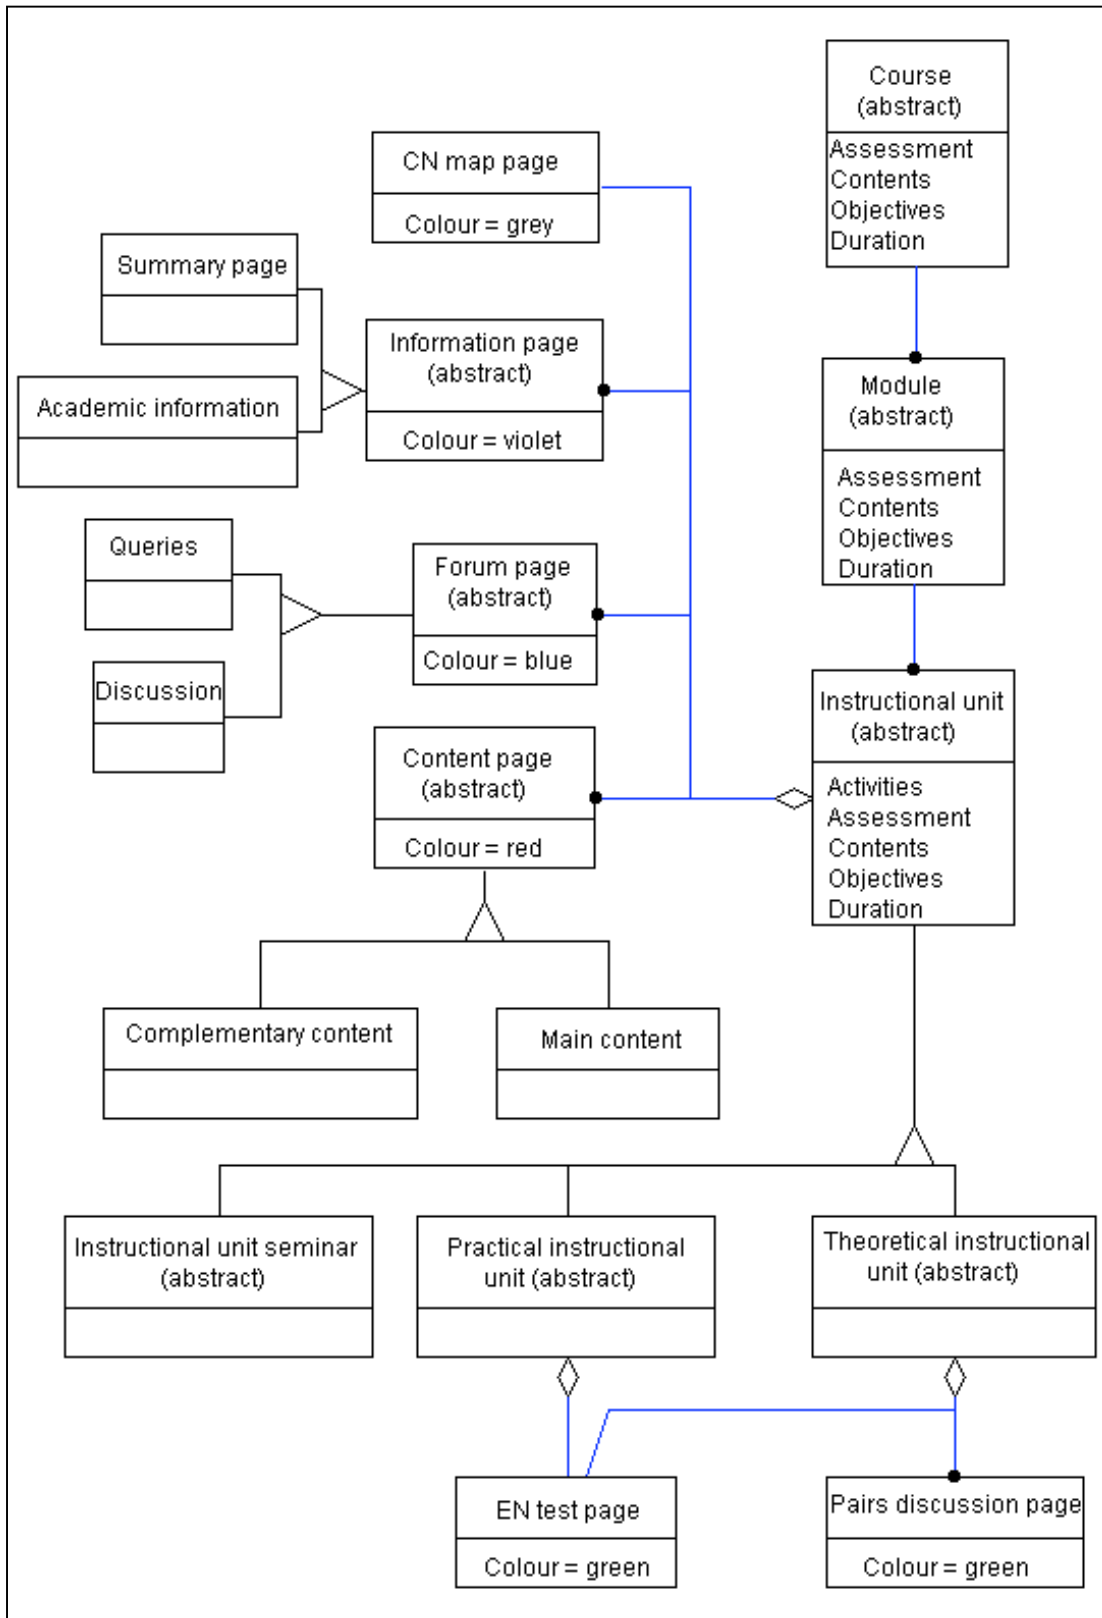 Course
(abstract)
Assessment
Contents
Objectives
Duration
CN map page
Colour = grey
Summary page
Information page
(abstract)
Colour = violet
Academic information
Module
(abstract)
Assessment
Contents
Objectives
Duration
Queries
Forum page
(abstract)
Colour = blue
Discussion
Instructional unit
(abstract)
Activities
Assessment
Contents
Objectives
Duration
Content page
(abstract)
Colour = red
Complementary content
Main content
Instructional unit seminar
(abstract)
Practical instructional
unit (abstract)
Theoretical instructional
unit (abstract)
EN test page
Colour = green
Pairs discussion page
Colour = green